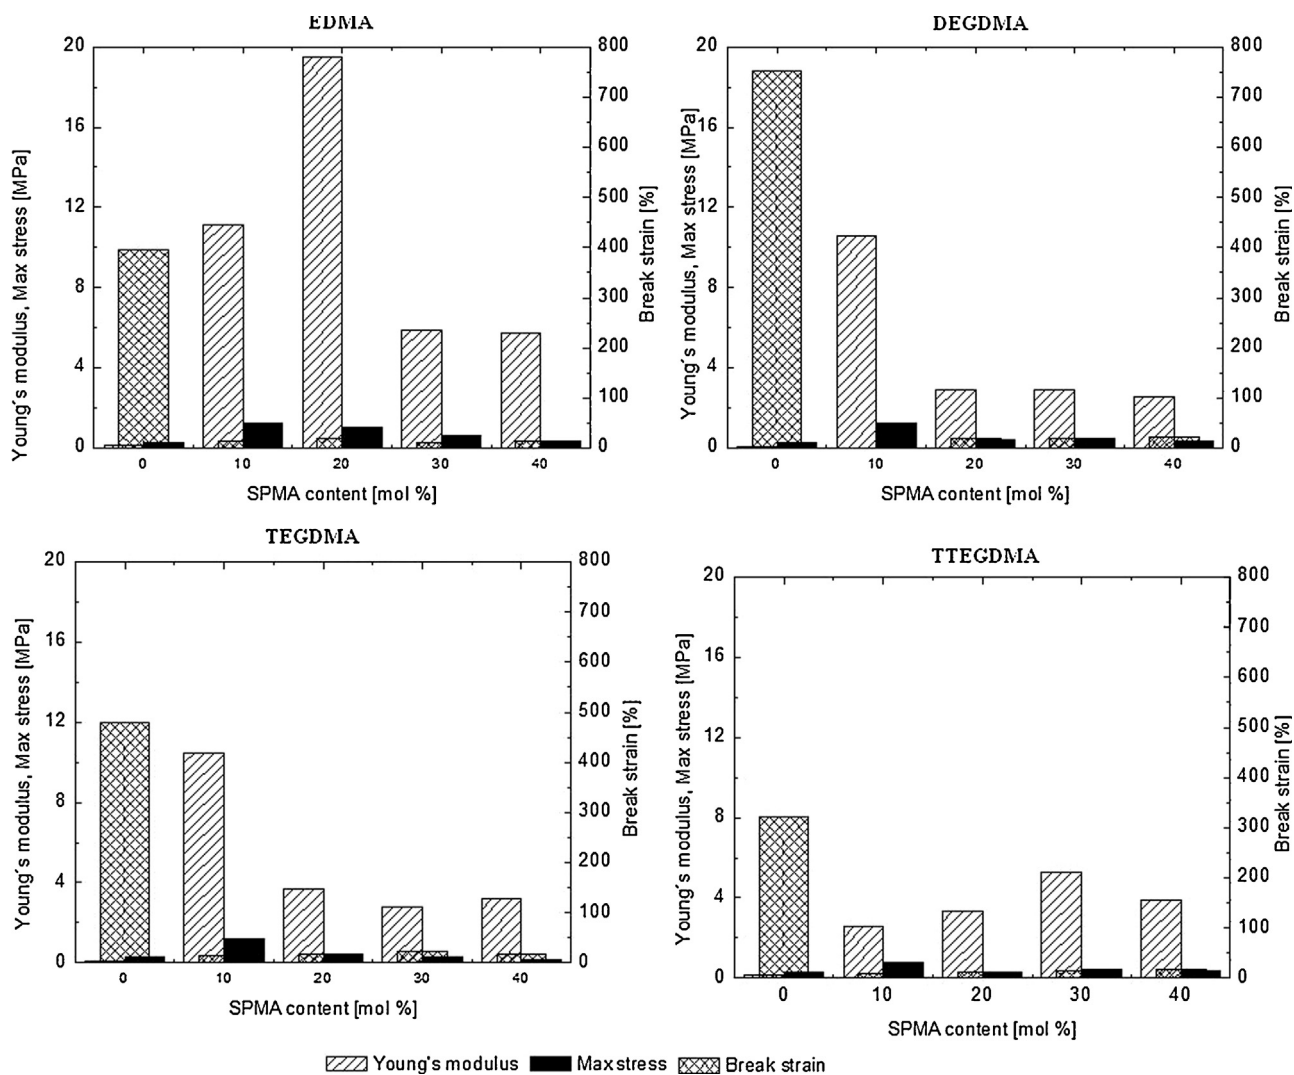 EDMA
20
16
12
8
4
0
800
700
600
500
400
300
200
100
0
0 10 20 30 40
Young´s modulus, Max stress [MPa]
Break strain [%]
SPMA content [mol %]
DEGDMA
20
16
12
8
4
0
800
700
600
500
400
300
200
100
0
0 10 20 30 40
Young´s modulus, Max stress [MPa]
Break strain [%]
SPMA content [mol %]
TEGDMA
20
16
12
8
4
0
800
700
600
500
400
300
200
100
0
0 10 20 30 40
Young´s modulus, Max stress [MPa]
Break strain [%]
SPMA content [mol %]
TTEGDMA
20
16
12
8
4
0
800
700
600
500
400
300
200
100
0
0 10 20 30 40
Young´s modulus, Max stress [MPa]
Break strain [%]
SPMA content [mol %]
Young's modulus Max stress Break strain